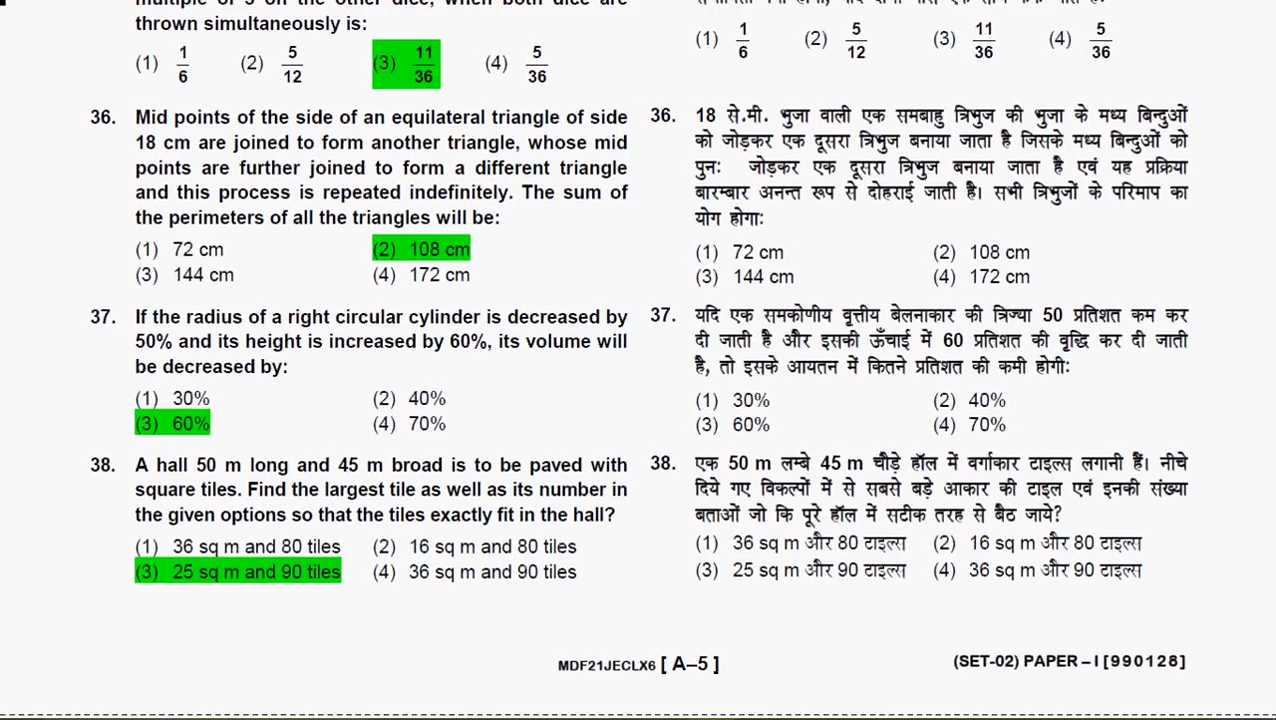 multiple of 3 on the other dice, when both dice are
thrown simultaneously is:
(1) 1/6 (2) 5/12 (3) 11/36 (4) 5/36
36. Mid points of the side of an equilateral triangle of side
18 cm are joined to form another triangle, whose mid
points are further joined to form a different triangle
and this process is repeated indefinitely. The sum of
the perimeters of all the triangles will be:
(1) 72 cm (2) 108 cm
(3) 144 cm (4) 172 cm
37. If the radius of a right circular cylinder is decreased by
50% and its height is increased by 60%, its volume will
be decreased by:
(1) 30% (2) 40%
(3) 60% (4) 70%
38. A hall 50 m long and 45 m broad is to be paved with
square tiles. Find the largest tile as well as its number in
the given options so that the tiles exactly fit in the hall?
(1) 36 sq m and 80 tiles (2) 16 sq m and 80 tiles
(3) 25 sq m and 90 tiles (4) 36 sq m and 90 tiles
(1) 1/6 (2) 5/12 (3) 11/36 (4) 5/36
36. 18 से.मी. भुजा वाली एक समबाहु त्रिभुज की भुजा के मध्य बिन्दुओं
को जोड़कर एक दूसरा त्रिभुज बनाया जाता है जिसके मध्य बिन्दुओं को
पुनः जोड़कर एक दूसरा त्रिभुज बनाया जाता है एवं यह प्रक्रिया
बारम्बार अनन्त रूप से दोहराई जाती है। सभी त्रिभुजों के परिमाप का
योग होगाः
(1) 72 cm (2) 108 cm
(3) 144 cm (4) 172 cm
37. यदि एक समकोणीय वृत्तीय बेलनाकार की त्रिज्या 50 प्रतिशत कम कर
दी जाती है और इसकी ऊँचाई में 60 प्रतिशत की वृद्धि कर दी जाती
है, तो इसके आयतन में कितने प्रतिशत की कमी होगीः
(1) 30% (2) 40%
(3) 60% (4) 70%
38. एक 50 m लम्बे 45 m चौड़े हॉल में वर्गाकार टाइल्स लगानी हैं। नीचे
दिये गए विकल्पों में से सबसे बड़े आकार की टाइल एवं इनकी संख्या
बताओं जो कि पूरे हॉल में सटीक तरह से बैठ जाये?
(1) 36 sq m और 80 टाइल्स (2) 16 sq m और 80 टाइल्स
(3) 25 sq m और 90 टाइल्स (4) 36 sq m और 90 टाइल्स
MDF21JECLX6 [ A–5 ] (SET-02) PAPER – I [990128]